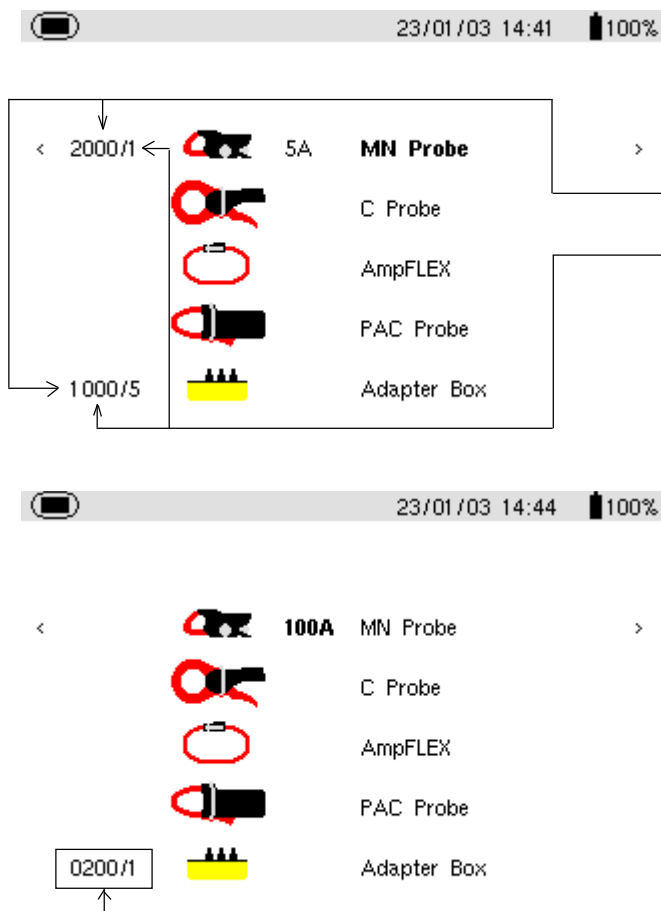 23/01/03 14:41 100%
< 2000/1 5A MN Probe >
C Probe
AmpFLEX
PAC Probe
1000/5 Adapter Box
23/01/03 14:44 100%
< 100A MN Probe >
C Probe
AmpFLEX
PAC Probe
0200/1 Adapter Box